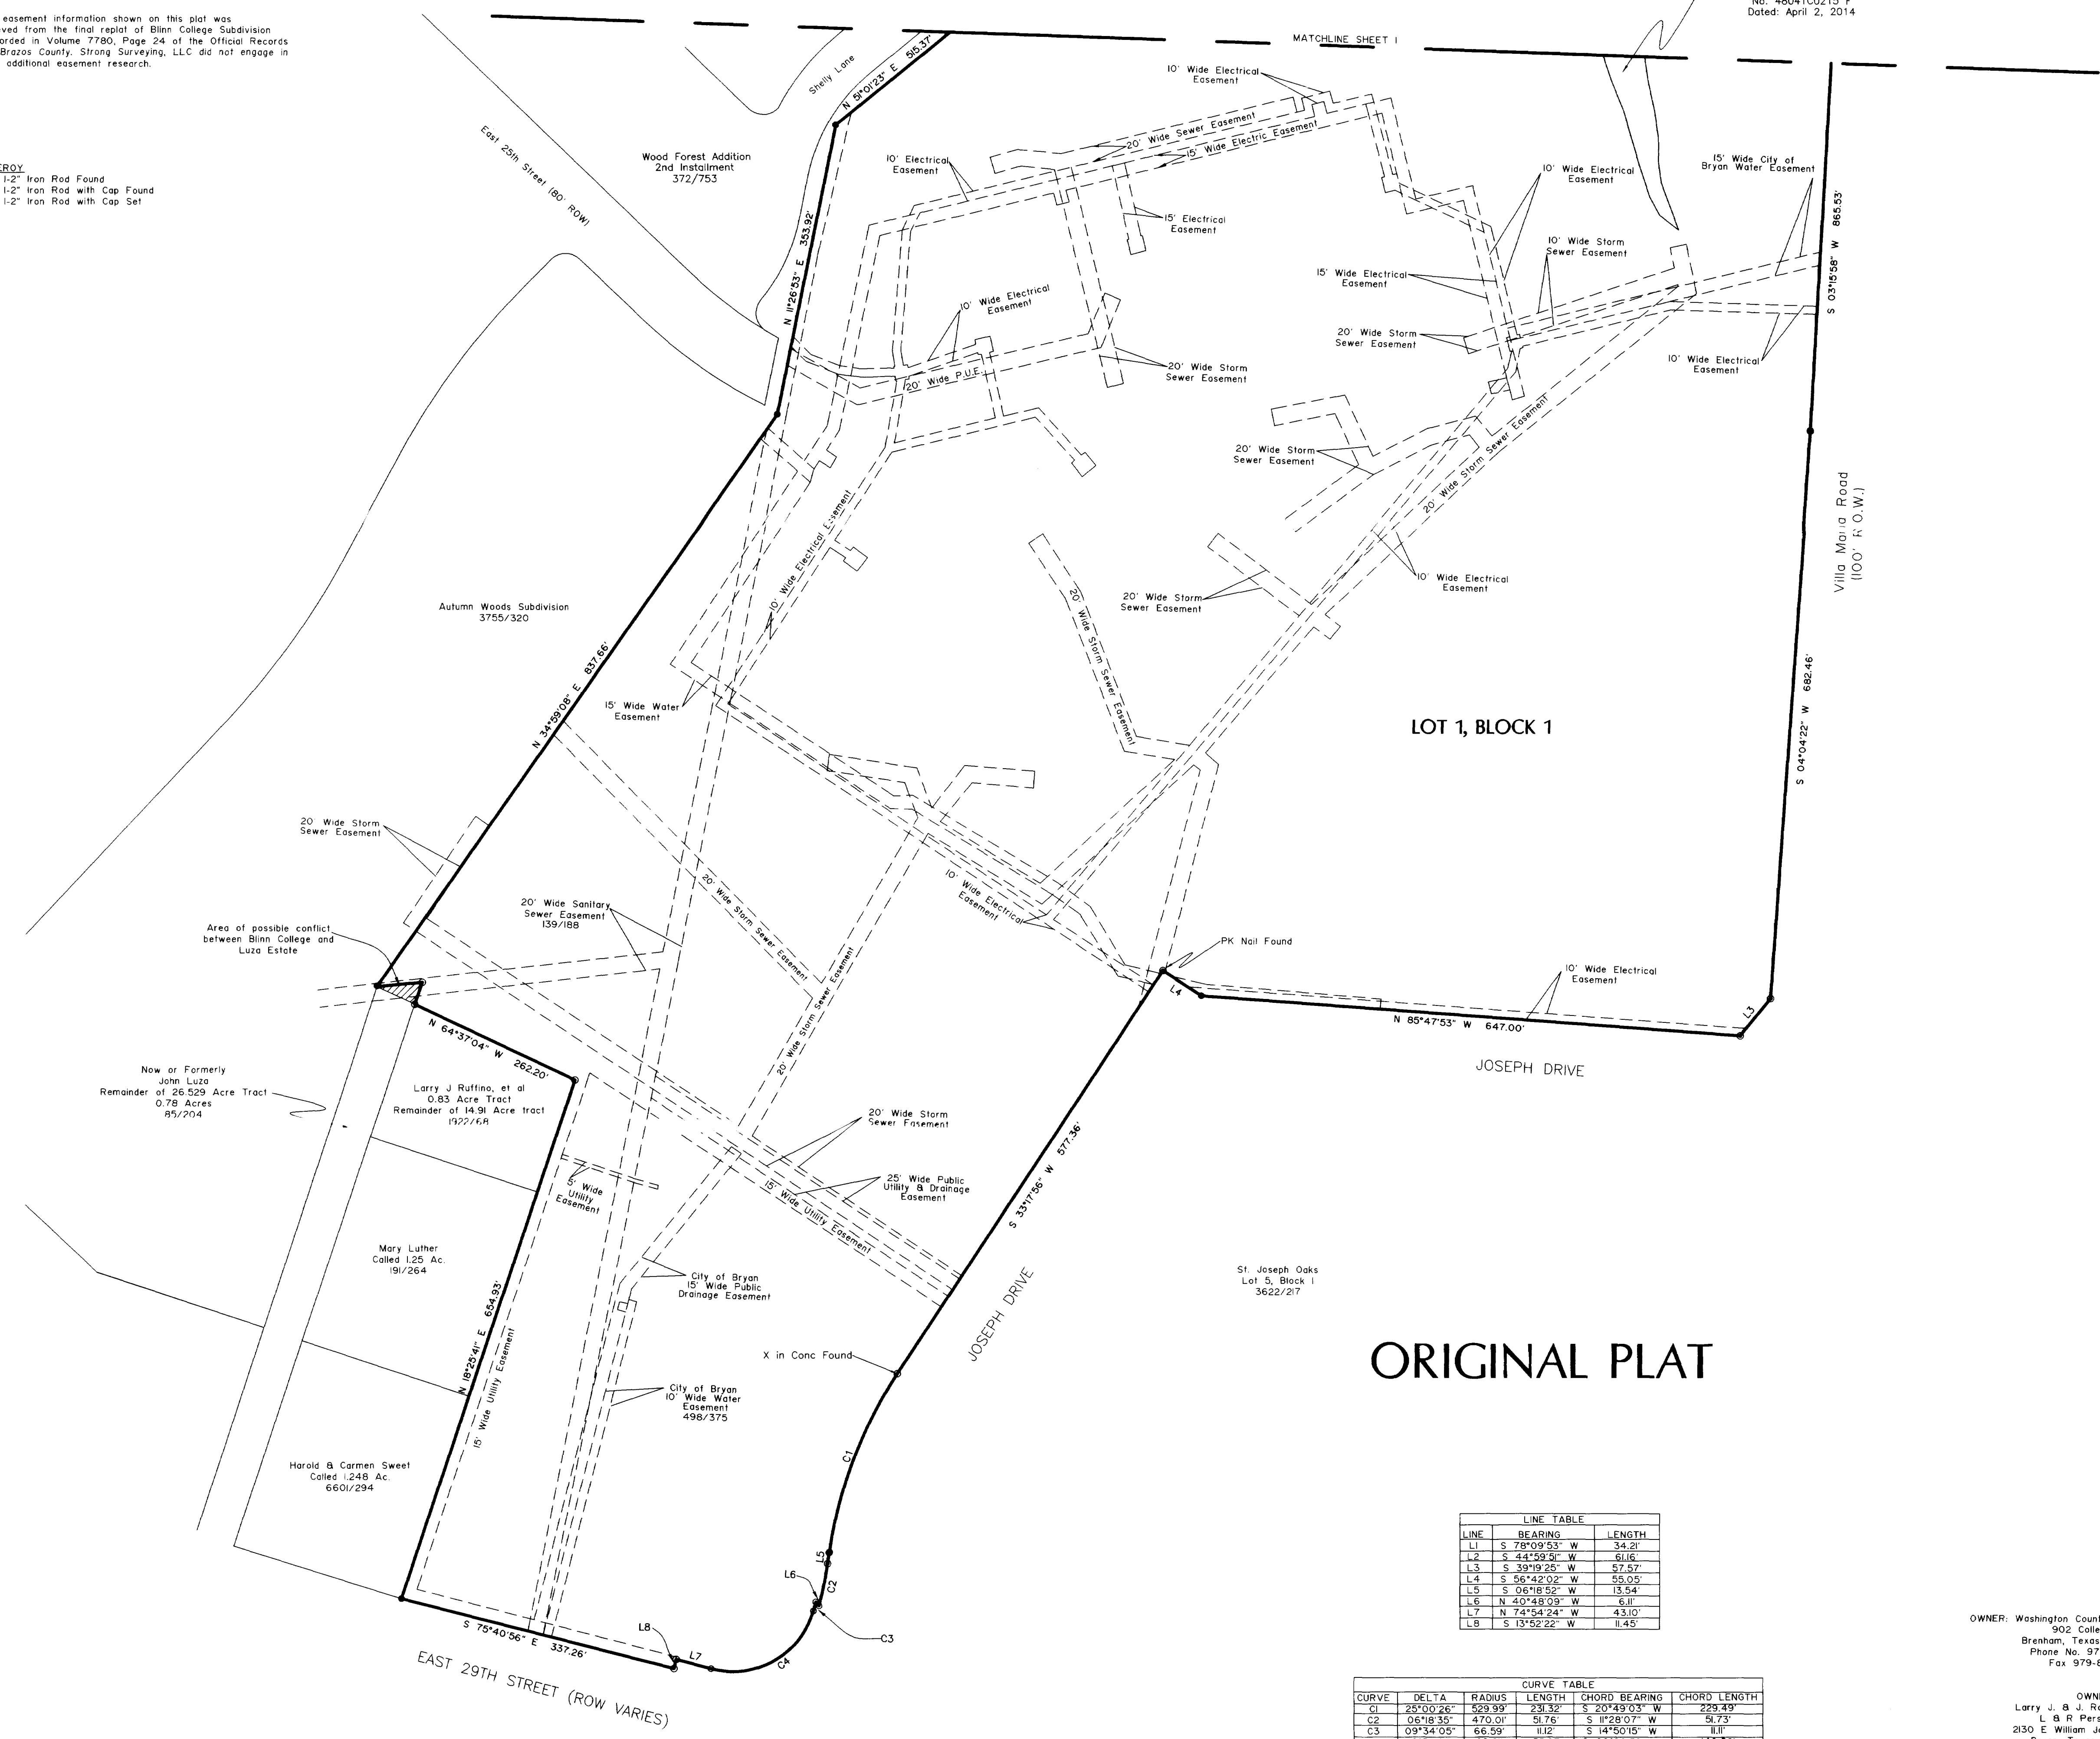 easement information shown on this plat was
ved from the final replat of Blinn College Subdivision
orded in Volume 7780, Page 24 of the Official Records
Brazos County. Strong Surveying, LLC did not engage in
additional easement research.
No. 48041C0215 F
Dated: April 2, 2014
MATCHLINE SHEET 1
EROY
1-2" Iron Rod Found
1-2" Iron Rod with Cap Found
1-2" Iron Rod with Cap Set
Shelly Lane
N 51°01'23" E 515.37'
East 25th Street (80' ROW)
Wood Forest Addition
2nd Installment
372/753
N 11°26'53" E 353.92'
10' Wide Electrical
Easement
20' Wide Sewer Easement
15' Wide Electric Easement
10' Electrical
Easement
15' Electrical
Easement
10' Wide Electrical
Easement
15' Wide City of
Bryan Water Easement
10' Wide Storm
Sewer Easement
15' Wide Electrical
Easement
S 03°15'58" W 865.53'
10' Wide Electrical
Easement
20' Wide P.U.E.
20' Wide Storm
Sewer Easement
20' Wide Storm
Sewer Easement
10' Wide Electrical
Easement
20' Wide Storm
Sewer Easement
20' Wide Storm Sewer Easement
10' Wide Electrical Easement
Villa Maria Road
(100' R.O.W.)
10' Wide Electrical
Easement
20' Wide Storm
Sewer Easement
20' Wide Storm Sewer Easement
Autumn Woods Subdivision
3755/320
N 34°59'08" E 837.66'
15' Wide Water
Easement
LOT 1, BLOCK 1
S 04°04'22" W 682.46'
20' Wide Storm
Sewer Easement
20' Wide Storm Sewer Easement
10' Wide Electrical
Easement
20' Wide Sanitary
Sewer Easement
139/188
Area of possible conflict
between Blinn College and
Luza Estate
PK Nail Found
L4
10' Wide Electrical
Easement
N 85°47'53" W 647.00'
L3
JOSEPH DRIVE
20' Wide Storm Sewer Easement
N 64°37'04" W 262.20'
Now or Formerly
John Luza
Remainder of 26.529 Acre Tract
0.78 Acres
85/204
Larry J Ruffino, et al
0.83 Acre Tract
Remainder of 14.91 Acre tract
1922/68
20' Wide Storm
Sewer Easement
25' Wide Public
Utility & Drainage
Easement
15' Wide Utility Easement
5' Wide
Utility
Easement
S 33°17'56" W 577.36'
Mary Luther
Called 1.25 Ac.
191/264
City of Bryan
15' Wide Public
Drainage Easement
St. Joseph Oaks
Lot 5, Block 1
3622/217
JOSEPH DRIVE
N 18°25'41" E 654.93'
15' Wide Utility Easement
X in Conc Found
ORIGINAL PLAT
City of Bryan
10' Wide Water
Easement
498/375
Harold & Carmen Sweet
Called 1.248 Ac.
6601/294
C1
L5
C2
L6
C3
L8
L7
C4
S 75°40'56" E 337.26'
EAST 29TH STREET (ROW VARIES)
LINE TABLE
LINE BEARING LENGTH
L1 S 78°09'53" W 34.21'
L2 S 44°59'51" W 61.16'
L3 S 39°19'25" W 57.57'
L4 S 56°42'02" W 55.05'
L5 S 06°18'52" W 13.54'
L6 N 40°48'09" W 6.11'
L7 N 74°54'24" W 43.10'
L8 S 13°52'22" W 11.45'
CURVE TABLE
CURVE DELTA RADIUS LENGTH CHORD BEARING CHORD LENGTH
C1 25°00'26" 529.99' 231.32' S 20°49'03" W 229.49'
C2 06°18'35" 470.01' 51.76' S 11°28'07" W 51.73'
C3 09°34'05" 66.59' 11.12' S 14°50'15" W 11.11'
OWNER: Washington Count
902 Colle
Brenham, Texas
Phone No. 97
Fax 979-8
OWNE
Larry J. & J. Ro
L & R Pers
2130 E William Jo